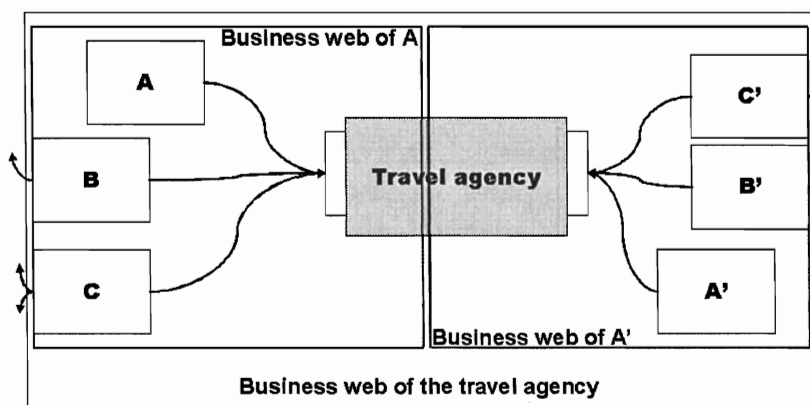 Business web of A
A
C'
B
Travel agency
B'
C
A'
Business web of A'
Business web of the travel agency